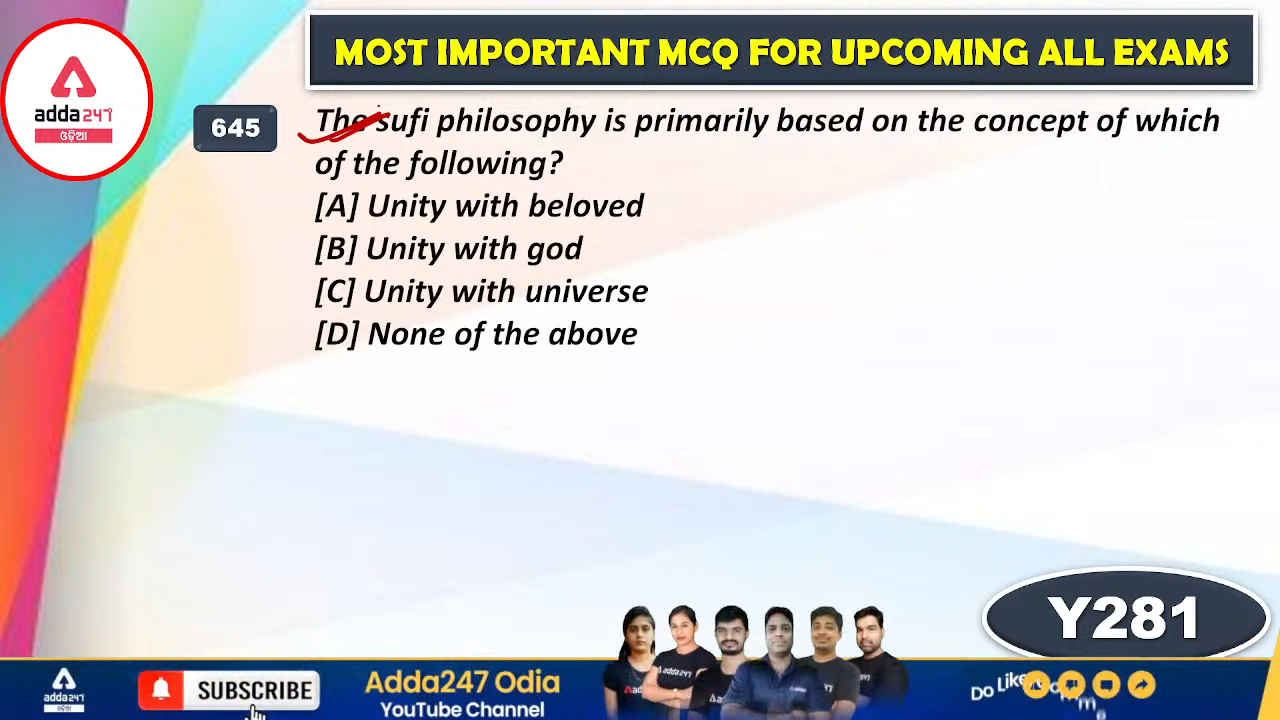 MOST IMPORTANT MCQ FOR UPCOMING ALL EXAMS
adda247
ଓଡ଼ିଆ
645
The sufi philosophy is primarily based on the concept of which
of the following?
[A] Unity with beloved
[B] Unity with god
[C] Unity with universe
[D] None of the above
Y281
adda247
ଓଡ଼ିଆ
SUBSCRIBE
Adda247 Odia
YouTube Channel
Do Like